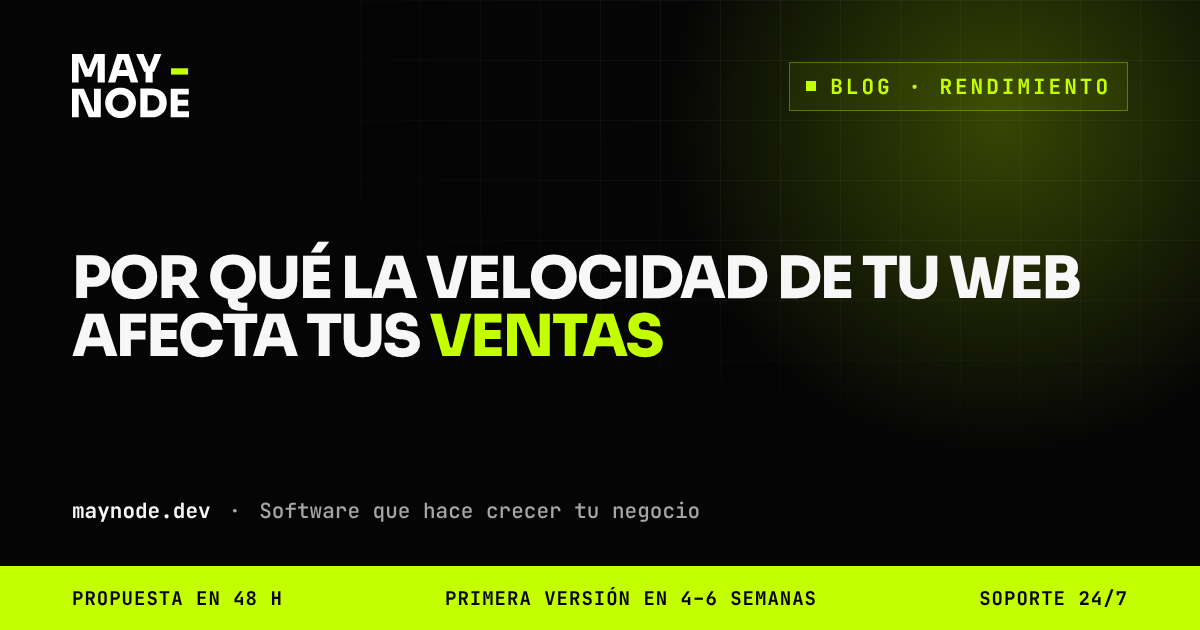 MAY –
NODE
BLOG · RENDIMIENTO
POR QUÉ LA VELOCIDAD DE TU WEB
AFECTA TUS VENTAS
maynode.dev · Software que hace crecer tu negocio
PROPUESTA EN 48 H
PRIMERA VERSIÓN EN 4–6 SEMANAS
SOPORTE 24/7